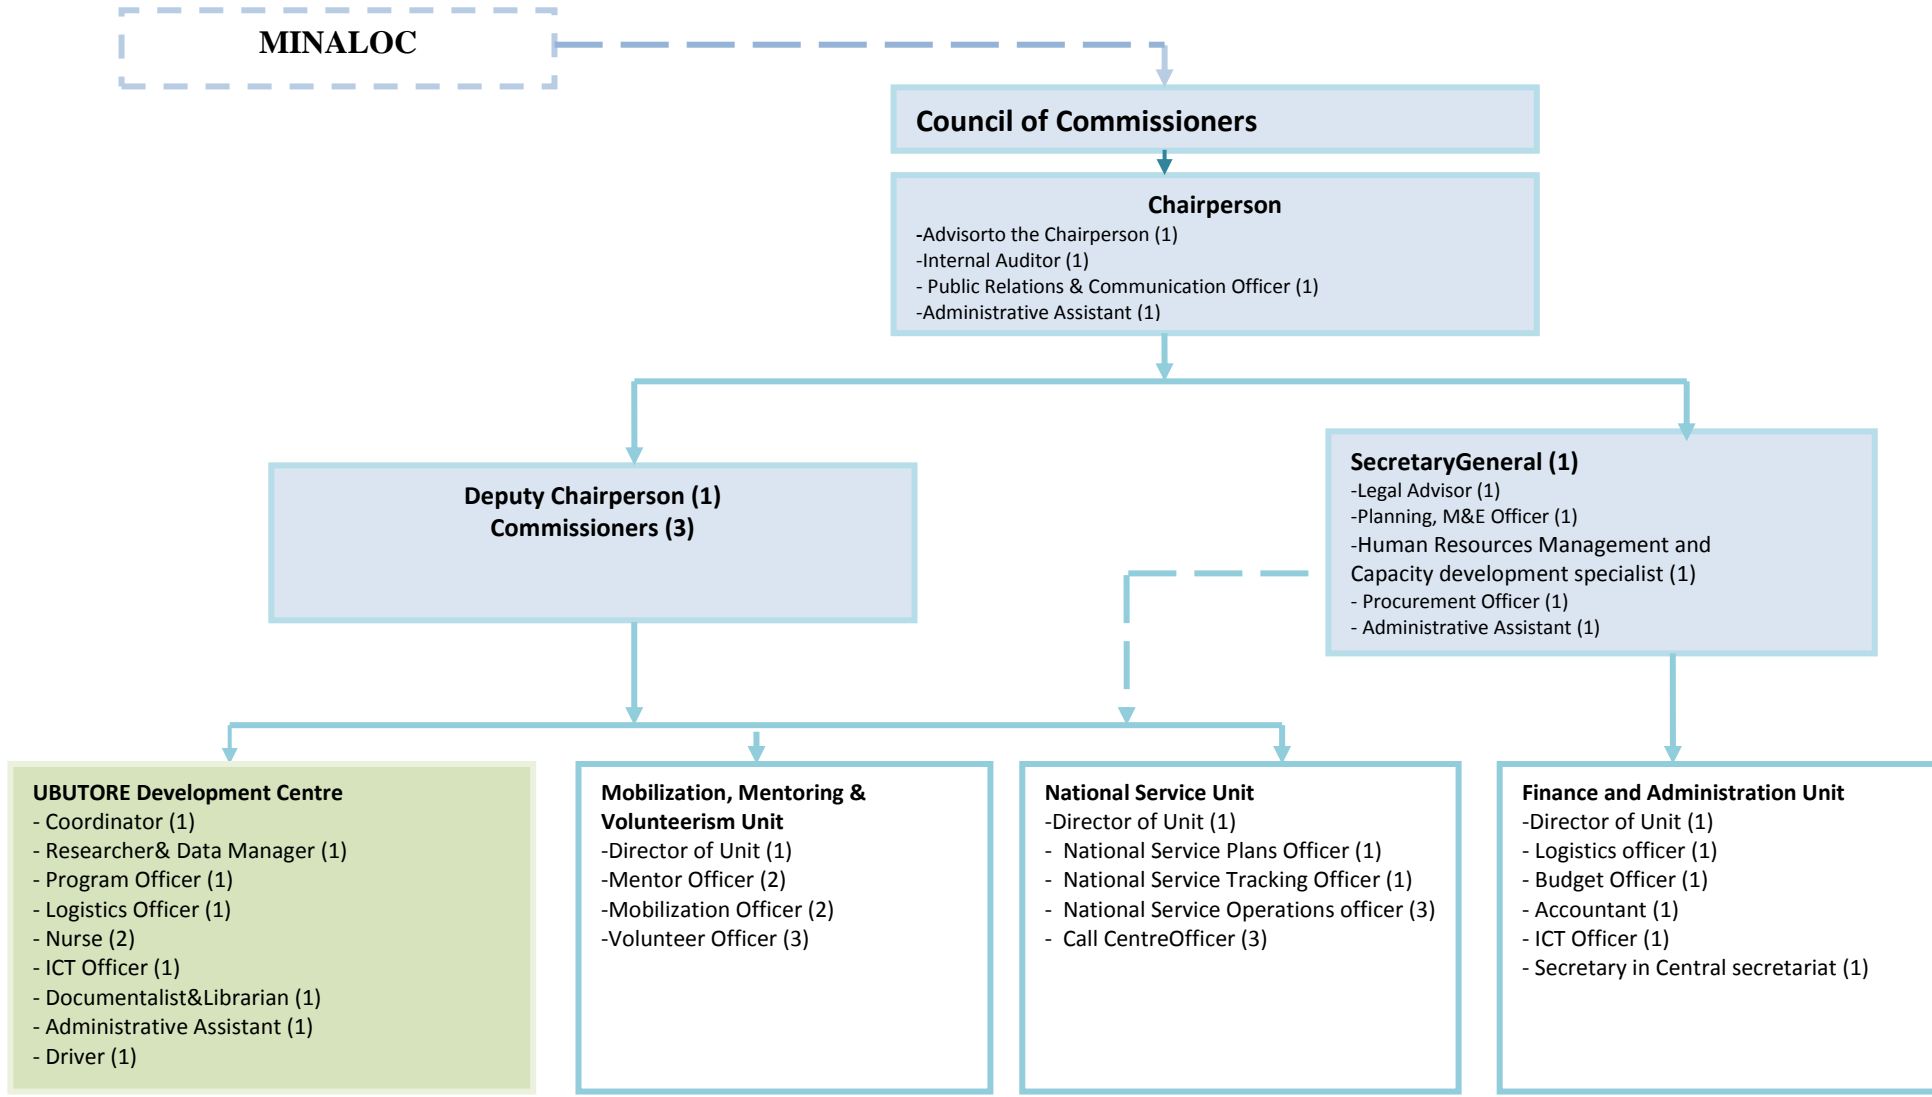 MINALOC
Council of Commissioners
Chairperson
-Advisorto the Chairperson (1)
-Internal Auditor (1)
- Public Relations & Communication Officer (1)
-Administrative Assistant (1)
Deputy Chairperson (1)
Commissioners (3)
SecretaryGeneral (1)
-Legal Advisor (1)
-Planning, M&E Officer (1)
-Human Resources Management and
Capacity development specialist (1)
- Procurement Officer (1)
- Administrative Assistant (1)
UBUTORE Development Centre
- Coordinator (1)
- Researcher& Data Manager (1)
- Program Officer (1)
- Logistics Officer (1)
- Nurse (2)
- ICT Officer (1)
- Documentalist&Librarian (1)
- Administrative Assistant (1)
- Driver (1)
Mobilization, Mentoring &
Volunteerism Unit
-Director of Unit (1)
-Mentor Officer (2)
-Mobilization Officer (2)
-Volunteer Officer (3)
National Service Unit
-Director of Unit (1)
- National Service Plans Officer (1)
- National Service Tracking Officer (1)
- National Service Operations officer (3)
- Call CentreOfficer (3)
Finance and Administration Unit
-Director of Unit (1)
- Logistics officer (1)
- Budget Officer (1)
- Accountant (1)
- ICT Officer (1)
- Secretary in Central secretariat (1)